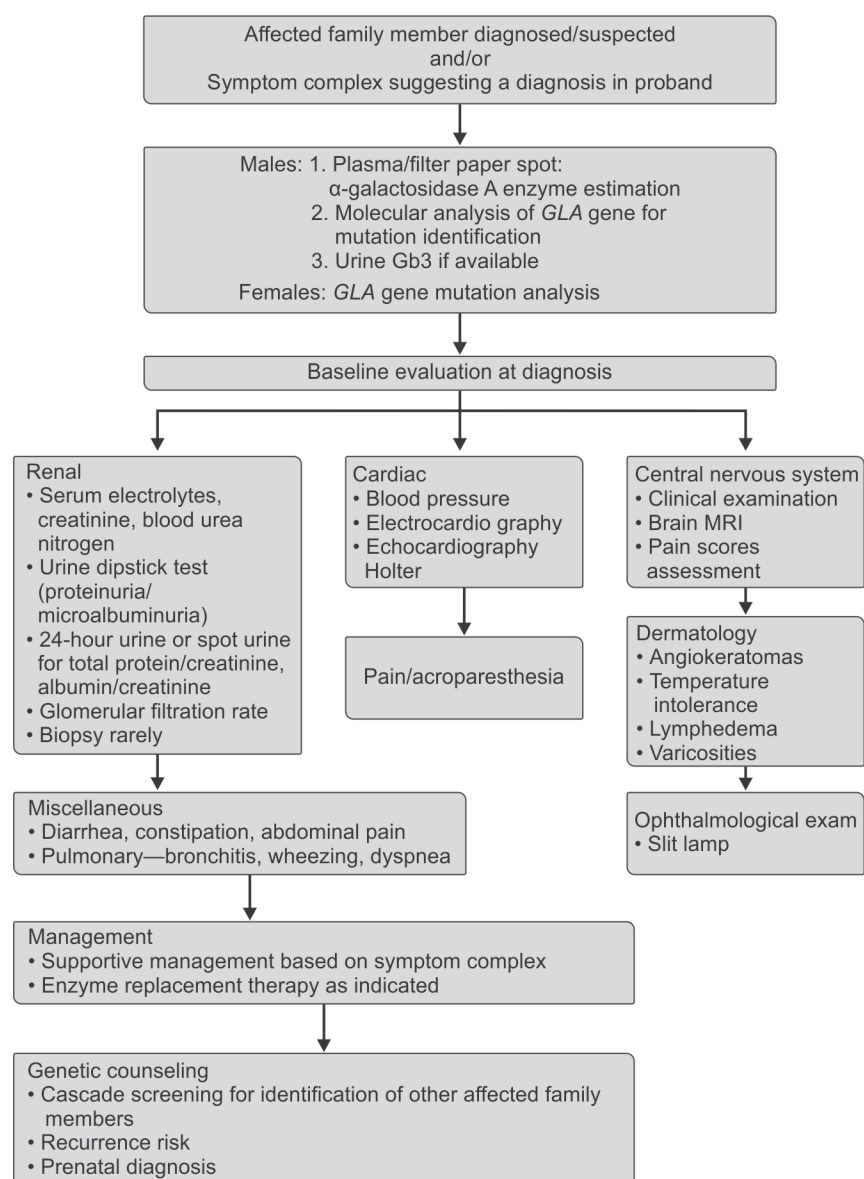 Affected family member diagnosed/suspected
and/or
Symptom complex suggesting a diagnosis in proband
Males: 1. Plasma/filter paper spot:
α-galactosidase A enzyme estimation
2. Molecular analysis of GLA gene for
mutation identification
3. Urine Gb3 if available
Females: GLA gene mutation analysis
Baseline evaluation at diagnosis
Renal
• Serum electrolytes,
creatinine, blood urea
nitrogen
• Urine dipstick test
(proteinuria/
microalbuminuria)
• 24-hour urine or spot urine
for total protein/creatinine,
albumin/creatinine
• Glomerular filtration rate
• Biopsy rarely
Cardiac
• Blood pressure
• Electrocardio graphy
• Echocardiography
Holter
Pain/acroparesthesia
Central nervous system
• Clinical examination
• Brain MRI
• Pain scores
assessment
Dermatology
• Angiokeratomas
• Temperature
intolerance
• Lymphedema
• Varicosities
Ophthalmological exam
• Slit lamp
Miscellaneous
• Diarrhea, constipation, abdominal pain
• Pulmonary—bronchitis, wheezing, dyspnea
Management
• Supportive management based on symptom complex
• Enzyme replacement therapy as indicated
Genetic counseling
• Cascade screening for identification of other affected family
members
• Recurrence risk
• Prenatal diagnosis